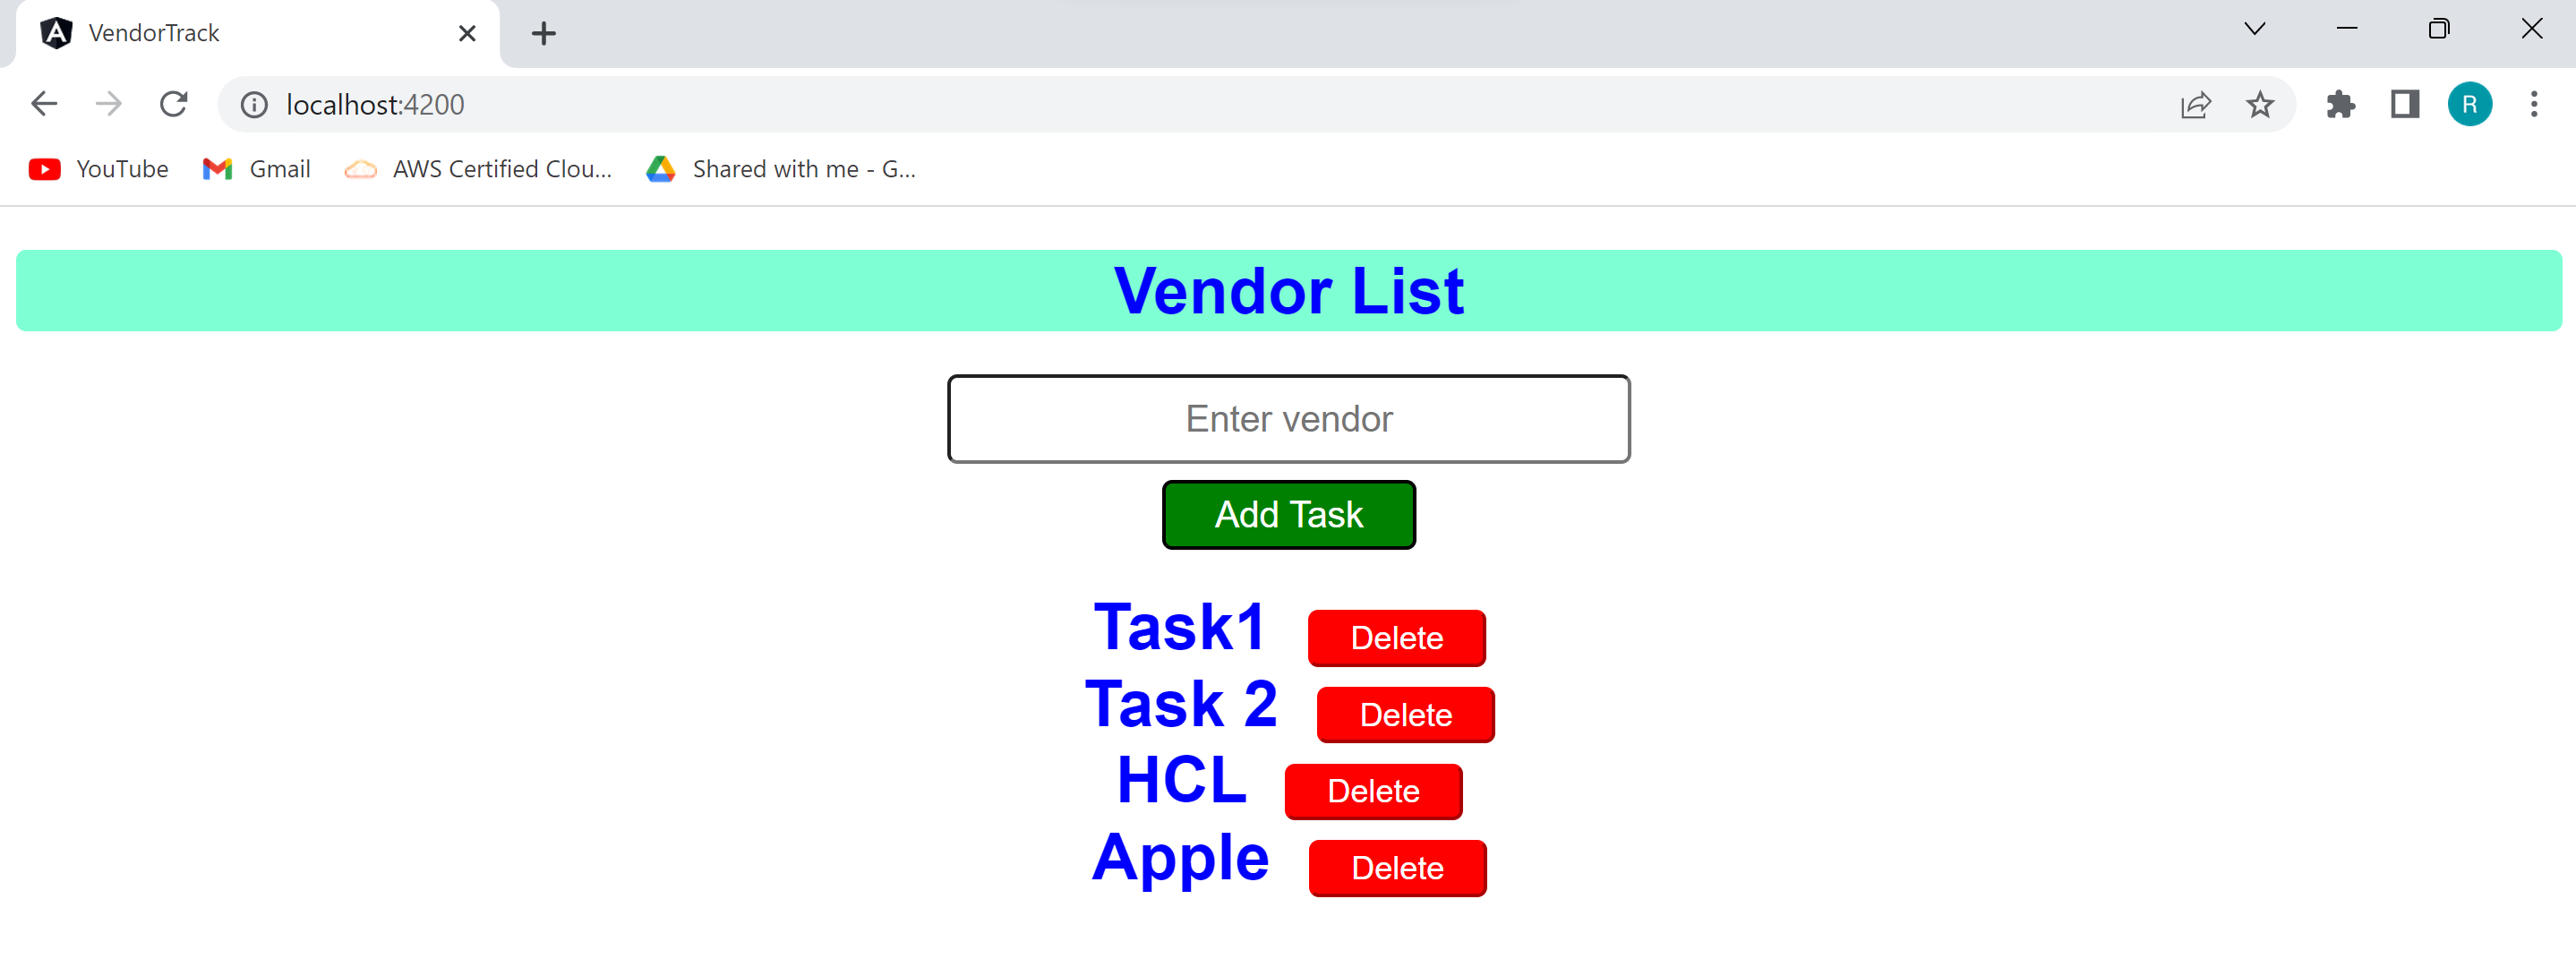 VendorTrack
localhost:4200
R
YouTube Gmail AWS Certified Clou... Shared with me - G...
Vendor List
Enter vendor
Add Task
Task1 Delete
Task 2 Delete
HCL Delete
Apple Delete